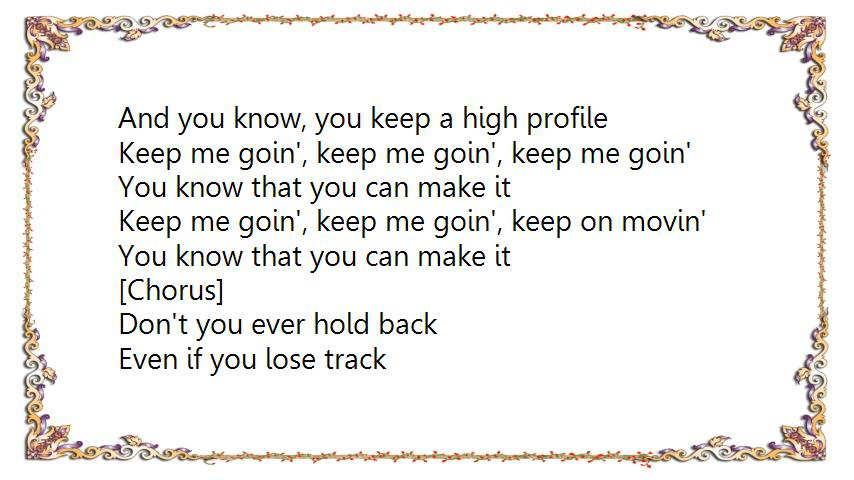 And you know, you keep a high profile
Keep me goin', keep me goin', keep me goin'
You know that you can make it
Keep me goin', keep me goin', keep on movin'
You know that you can make it
[Chorus]
Don't you ever hold back
Even if you lose track